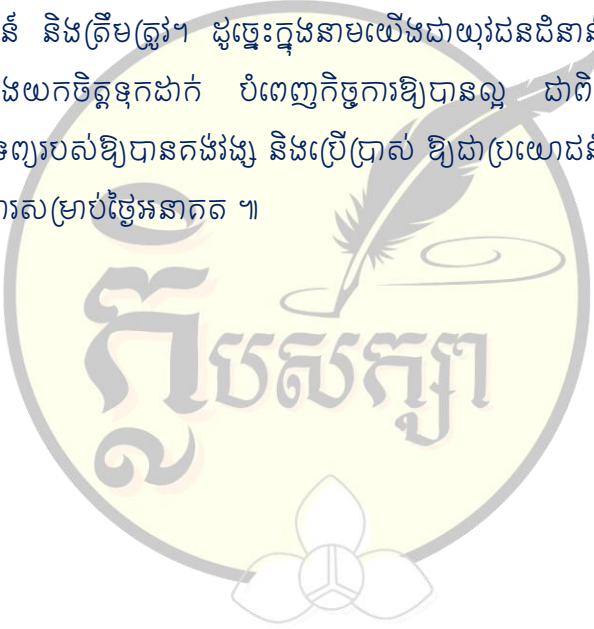 ន៍ និងត្រឹមត្រូវ។ ដូច្នេះក្នុងនាមយើងជាយុវជនជំនាន់
ងយកចិត្តទុកដាក់ បំពេញកិច្ចការឱ្យបានល្អ ជាពិ
ទព្យរបស់ឱ្យបានគង់វង្ស និងប្រើប្រាស់ ឱ្យជាប្រយោជន៍
ារសម្រាប់ថ្ងៃអនាគត ៕
ក្លិបសក្យា